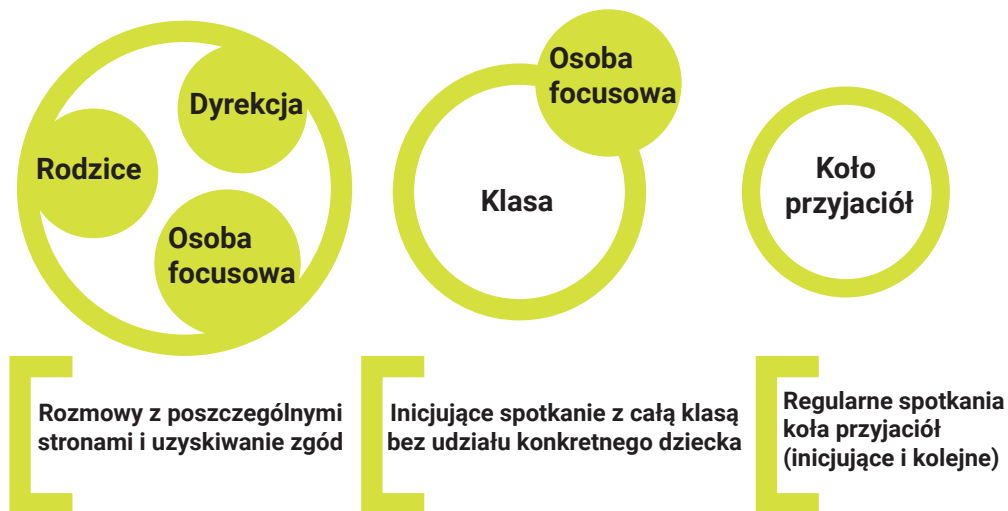 Rodzice
Dyrekcja
Osoba
focusowa
Osoba
focusowa
Klasa
Koło
przyjaciół
Rozmowy z poszczególnymi
stronami i uzyskiwanie zgód
Inicjujące spotkanie z całą klasą
bez udziału konkretnego dziecka
Regularne spotkania
koła przyjaciół
(inicjujące i kolejne)